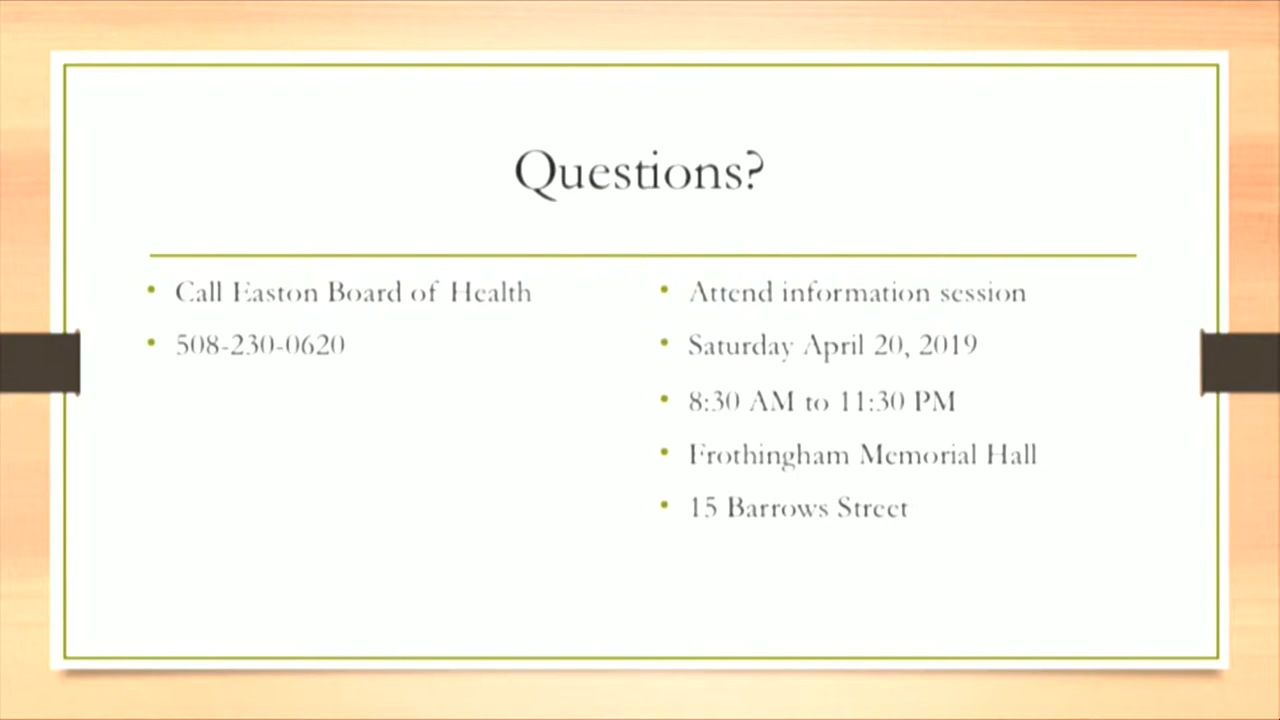 Questions?
Call Easton Board of Health
508-230-0620
Attend information session
Saturday April 20, 2019
8:30 AM to 11:30 PM
Frothingham Memorial Hall
15 Barrows Street